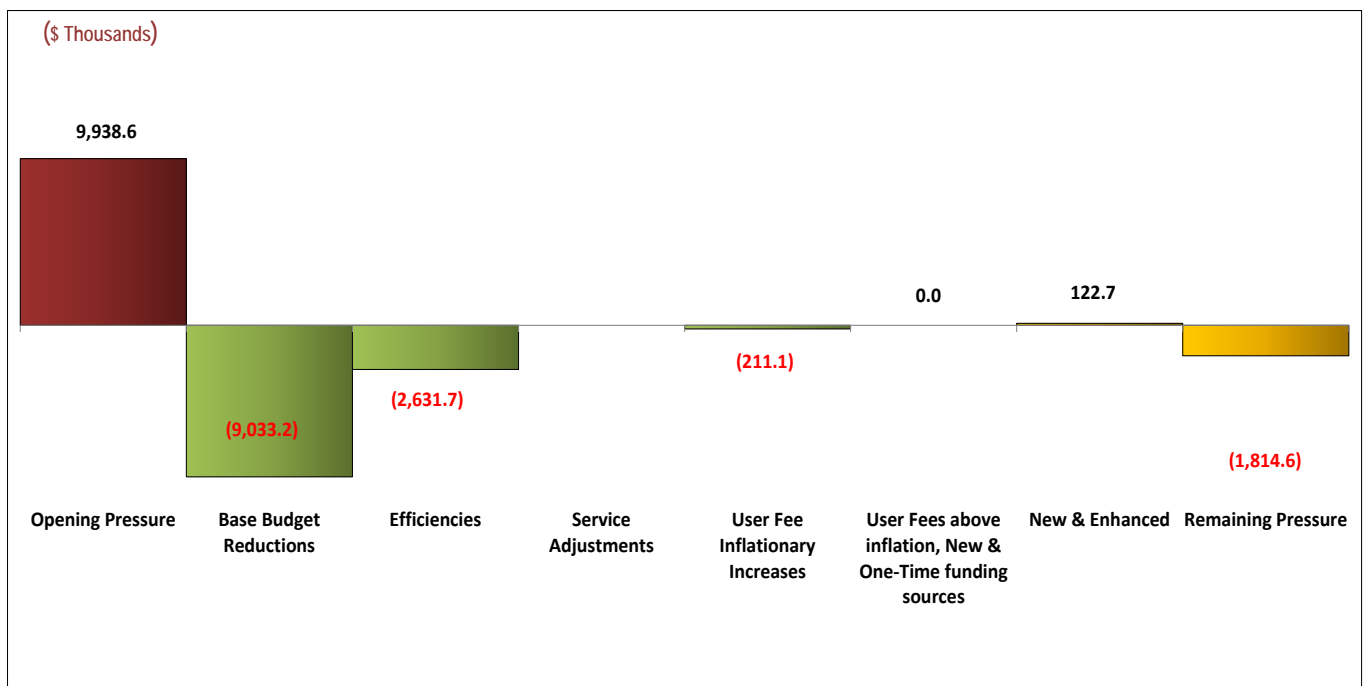 ($ Thousands)
9,938.6
0.0
122.7
(211.1)
(2,631.7)
(9,033.2)
(1,814.6)
Opening Pressure
Base Budget
Reductions
Efficiencies
Service
Adjustments
User Fee
Inflationary
Increases
User Fees above
inflation, New &
One-Time funding
sources
New & Enhanced
Remaining Pressure